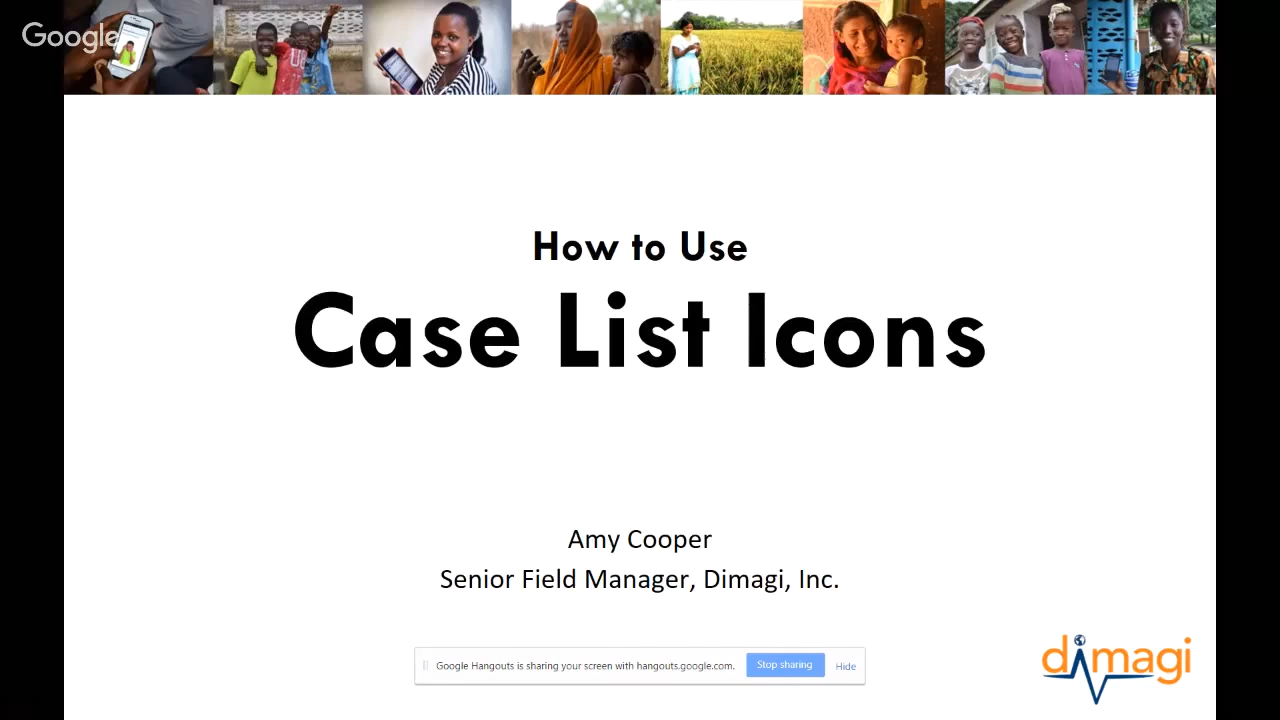 Google
How to Use
Case List Icons
Amy Cooper
Senior Field Manager, Dimagi, Inc.
Google Hangouts is sharing your screen with hangouts.google.com.
Stop sharing
Hide
dimagi